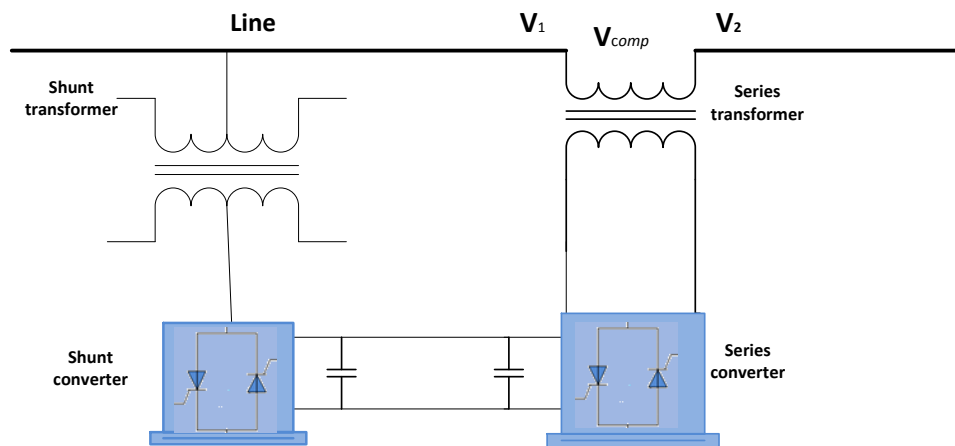 Line
V1
Vcomp
V2
Shunt
transformer
Series
transformer
Shunt
converter
Series
converter